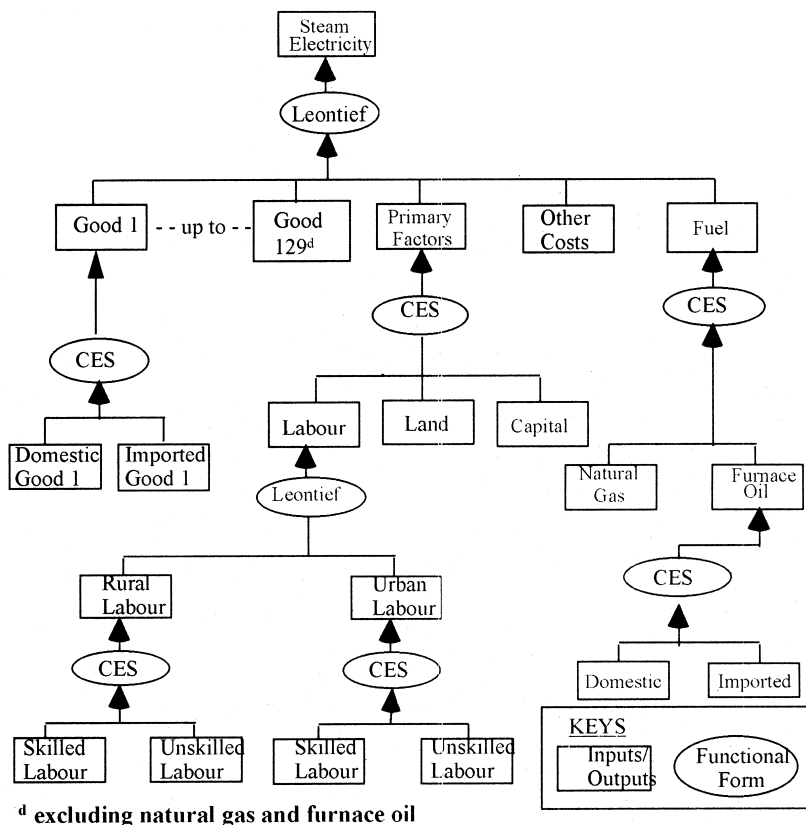 Steam
Electricity
Leontief
Good 1
- - up to - -
Good
129ᵈ
Primary
Factors
Other
Costs
Fuel
CES
CES
CES
Domestic
Good 1
Imported
Good 1
Labour
Land
Capital
Leontief
Natural
Gas
Furnace
Oil
CES
Rural
Labour
Urban
Labour
CES
CES
Domestic
Imported
Skilled
Labour
Unskilled
Labour
Skilled
Labour
Unskilled
Labour
KEYS
Inputs/
Outputs
Functional
Form
ᵈ excluding natural gas and furnace oil